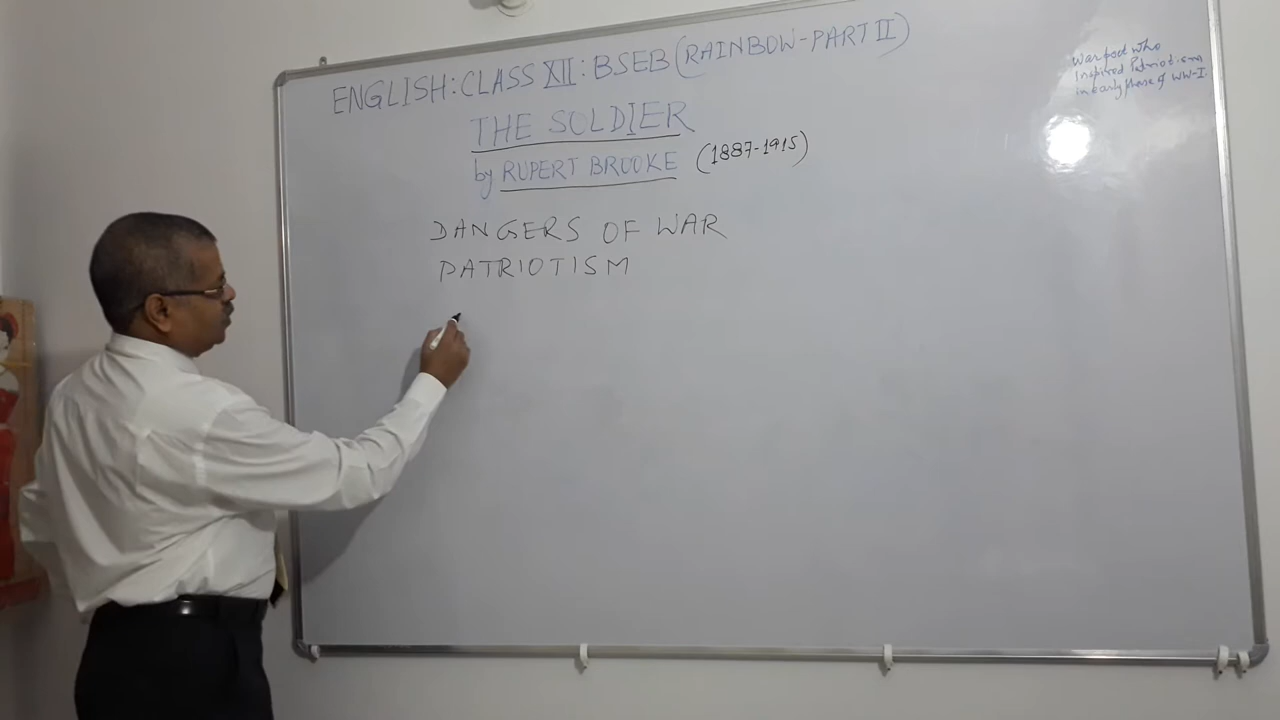 ENGLISH: CLASS XII: BSEB (RAINBOW-PART II)
THE SOLDIER
by RUPERT BROOKE (1887-1915)
DANGERS OF WAR
PATRIOTISM
War poet who
Inspired Patriotism
in early phase of WW-I.